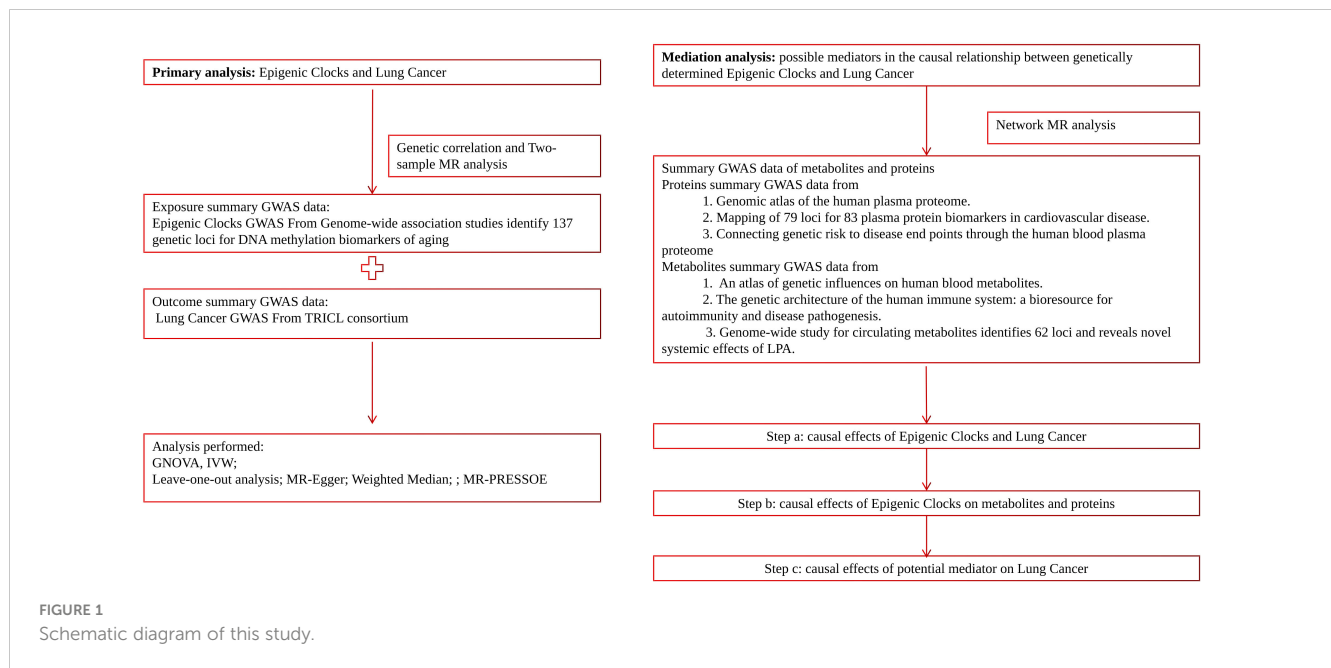 Primary analysis: Epigenic Clocks and Lung Cancer
Genetic correlation and Two-
sample MR analysis
Exposure summary GWAS data:
Epigenic Clocks GWAS From Genome-wide association studies identify 137
genetic loci for DNA methylation biomarkers of aging
Outcome summary GWAS data:
Lung Cancer GWAS From TRICL consortium
Analysis performed:
GNOVA, IVW;
Leave-one-out analysis; MR-Egger; Weighted Median; ; MR-PRESSOE
Mediation analysis: possible mediators in the causal relationship between genetically
determined Epigenic Clocks and Lung Cancer
Network MR analysis
Summary GWAS data of metabolites and proteins
Proteins summary GWAS data from
1. Genomic atlas of the human plasma proteome.
2. Mapping of 79 loci for 83 plasma protein biomarkers in cardiovascular disease.
3. Connecting genetic risk to disease end points through the human blood plasma
proteome
Metabolites summary GWAS data from
1. An atlas of genetic influences on human blood metabolites.
2. The genetic architecture of the human immune system: a bioresource for
autoimmunity and disease pathogenesis.
3. Genome-wide study for circulating metabolites identifies 62 loci and reveals novel
systemic effects of LPA.
Step a: causal effects of Epigenic Clocks and Lung Cancer
Step b: causal effects of Epigenic Clocks on metabolites and proteins
Step c: causal effects of potential mediator on Lung Cancer
FIGURE 1
Schematic diagram of this study.